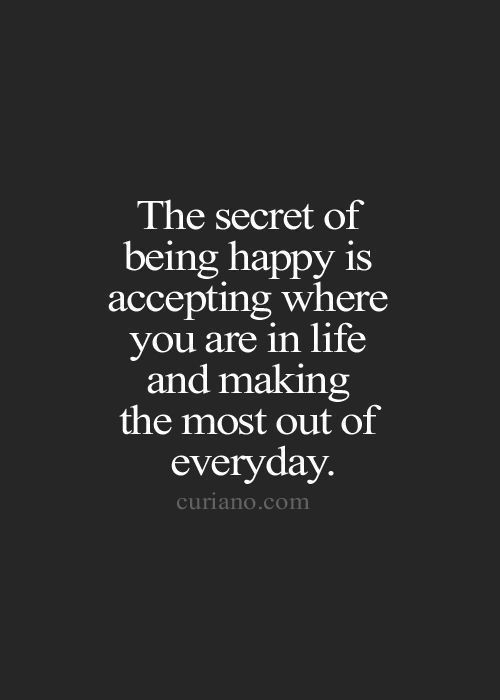 The secret of
being happy is
accepting where
you are in life
and making
the most out of
everyday.
curiano.com